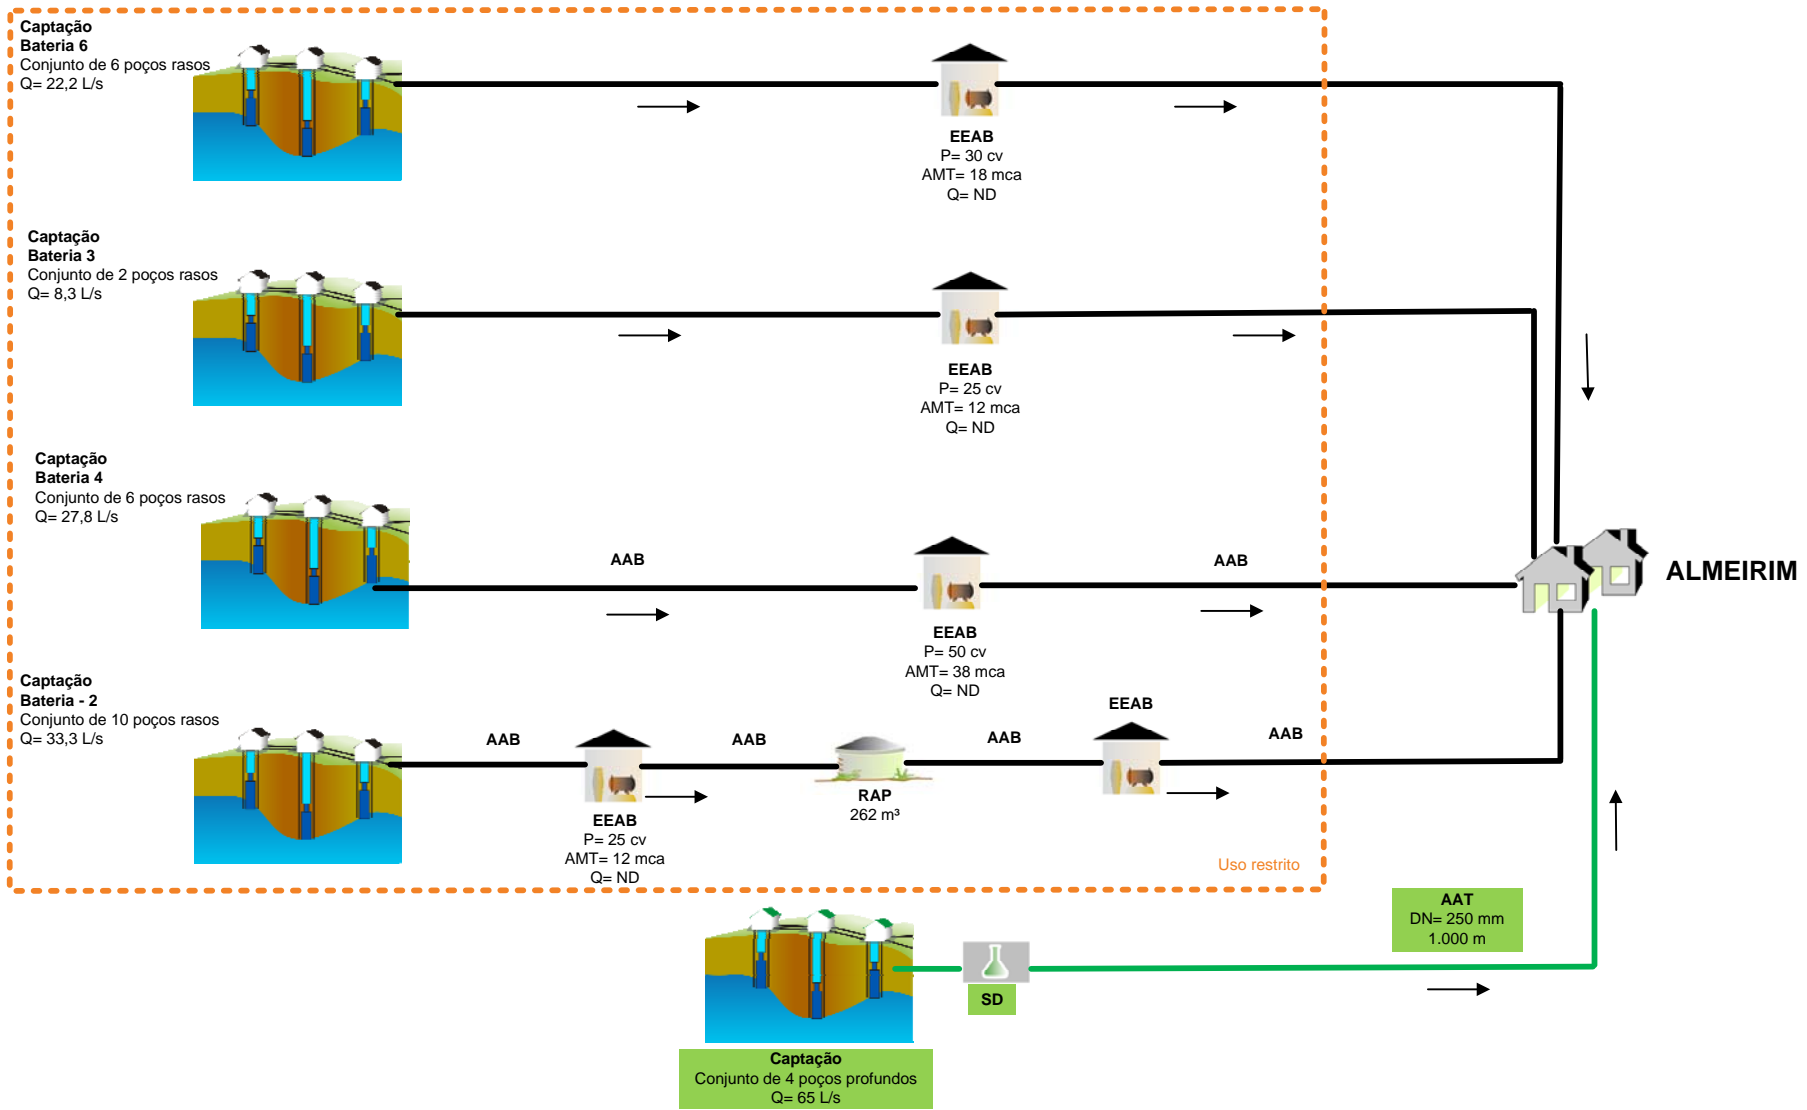 Captação
Bateria 6
Conjunto de 6 poços rasos
Q= 22,2 L/s
EEAB
P= 30 cv
AMT= 18 mca
Q= ND
Captação
Bateria 3
Conjunto de 2 poços rasos
Q= 8,3 L/s
EEAB
P= 25 cv
AMT= 12 mca
Q= ND
Captação
Bateria 4
Conjunto de 6 poços rasos
Q= 27,8 L/s
AAB
AAB
EEAB
P= 50 cv
AMT= 38 mca
Q= ND
ALMEIRIM
Captação
Bateria - 2
Conjunto de 10 poços rasos
Q= 33,3 L/s
AAB
AAB
AAB
EEAB
AAB
EEAB
P= 25 cv
AMT= 12 mca
Q= ND
RAP
262 m³
Uso restrito
AAT
DN= 250 mm
1.000 m
SD
Captação
Conjunto de 4 poços profundos
Q= 65 L/s